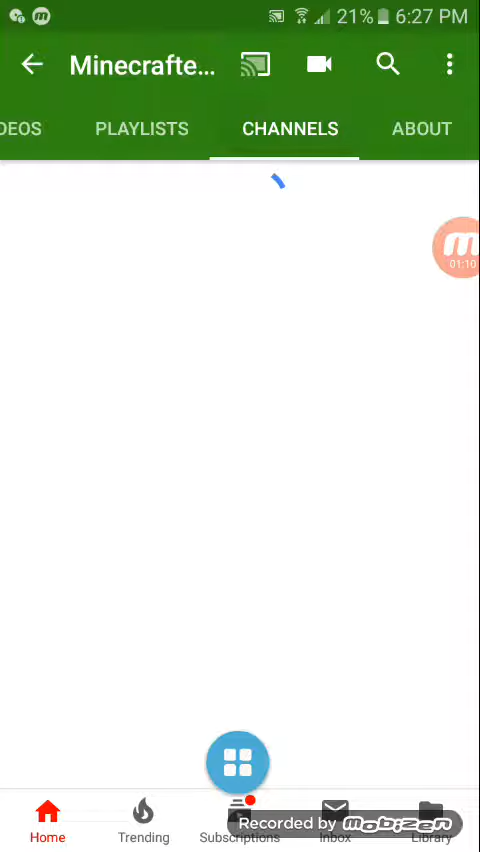 21% 6:27 PM
Minecrafte...
DEOS PLAYLISTS CHANNELS ABOUT
m
01:10
Home Trending Subscriptions Inbox Library
Recorded by Mobizen